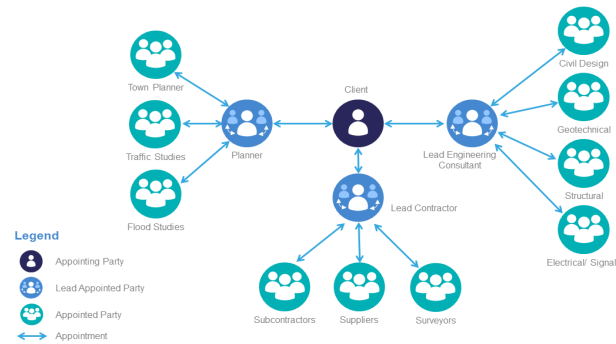 Town Planner
Traffic Studies
Flood Studies
Planner
Client
Lead Engineering
Consultant
Civil Design
Geotechnical
Structural
Electrical/ Signal
Lead Contractor
Subcontractors
Suppliers
Surveyors
Legend
Appointing Party
Lead Appointed Party
Appointed Party
Appointment